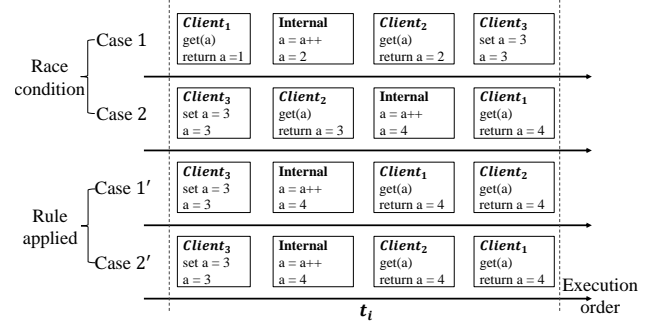 Race
condition
Case 1
Client₁
get(a)
return a =1
Internal
a = a++
a = 2
Client₂
get(a)
return a = 2
Client₃
set a = 3
a = 3
Case 2
Client₃
set a = 3
a = 3
Client₂
get(a)
return a = 3
Internal
a = a++
a = 4
Client₁
get(a)
return a = 4
Rule
applied
Case 1′
Client₃
set a = 3
a = 3
Internal
a = a++
a = 4
Client₁
get(a)
return a = 4
Client₂
get(a)
return a = 4
Case 2′
Client₃
set a = 3
a = 3
Internal
a = a++
a = 4
Client₂
get(a)
return a = 4
Client₁
get(a)
return a = 4
tᵢ
Execution
order